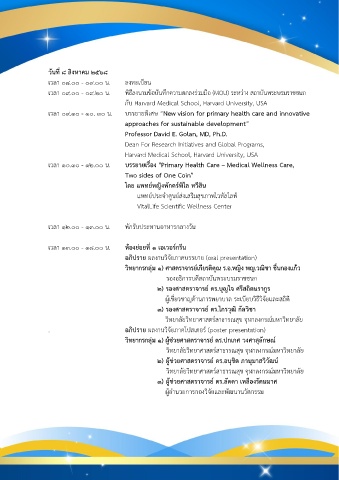 วันที่ ๘ สิงหาคม ๒๕๖๘
เวลา ๐๘.๐๐ - ๐๙.๐๐ น. ลงทะเบียน
เวลา ๐๙.๐๐ - ๐๙.๒๐ น. พิธีลงนามข้อบันทึกความตกลงร่วมมือ (MOU) ระหว่าง สถาบันพระบรมราชชนก
กับ Harvard Medical School, Harvard University, USA
เวลา ๐๙.๒๐ - ๑๐.๓๐ น. บรรยายพิเศษ "New vision for primary health care and innovative
approaches for sustainable development"
Professor David E. Golan, MD, Ph.D.
Dean For Research Initiatives and Global Programs,
Harvard Medical School, Harvard University, USA
เวลา ๑๐.๓๐ - ๑๒.๐๐ น. บรรยายเรื่อง "Primary Health Care – Medical Wellness Care,
Two sides of One Coin"
โดย แพทย์หญิงพักตร์พิไล ทวีสิน
แพทย์ประจำศูนย์ส่งเสริมสุขภาพไวทัลไลฟ์
VitalLife Scientific Wellness Center
เวลา ๑๒.๐๐ - ๑๓.๐๐ น. พักรับประทานอาหารกลางวัน
เวลา ๑๓.๐๐ - ๑๗.๐๐ น. ห้องย่อยที่ ๑ เอเวอร์กรีน
อภิปราย ผลงานวิจัยภาคบรรยาย (oral presentation)
วิทยากรกลุ่ม ๑) ศาสตราจารย์เกียรติคุณ ร.อ.หญิง พญ.วณิชา ชื่นกองแก้ว
รองอธิการบดีสถาบันพระบรมราชชนก
๒) รองศาสตราจารย์ ดร.บุญใจ ศรีสถิตนรากูร
ผู้เชี่ยวชาญด้านการพยาบาล ระเบียบวิธีวิจัยและสถิติ
๓) รองศาสตราจารย์ ดร.ไตรวุฒิ กัลวิชา
วิทยาลัยวิทยาศาสตร์สาธารณสุข จุฬาลงกรณ์มหาวิทยาลัย
อภิปราย ผลงานวิจัยภาคโปสเตอร์ (poster presentation)
วิทยากรกลุ่ม ๑) ผู้ช่วยศาสตราจารย์ ดร.ปกเกศ วงศาสุลักษณ์
วิทยาลัยวิทยาศาสตร์สาธารณสุข จุฬาลงกรณ์มหาวิทยาลัย
๒) ผู้ช่วยศาสตราจารย์ ดร.อนุชิต
วิทยาลัยวิทยาศาสตร์สาธารณสุข จุฬาลงกรณ์มหาวิทยาลัย
๓) ผู้ช่วยศาสตราจารย์ ดร.ลัดดา เหลืองรัตนมาศ
ผู้อำนวยการกองวิจัยและพัฒนานวัตกรรม